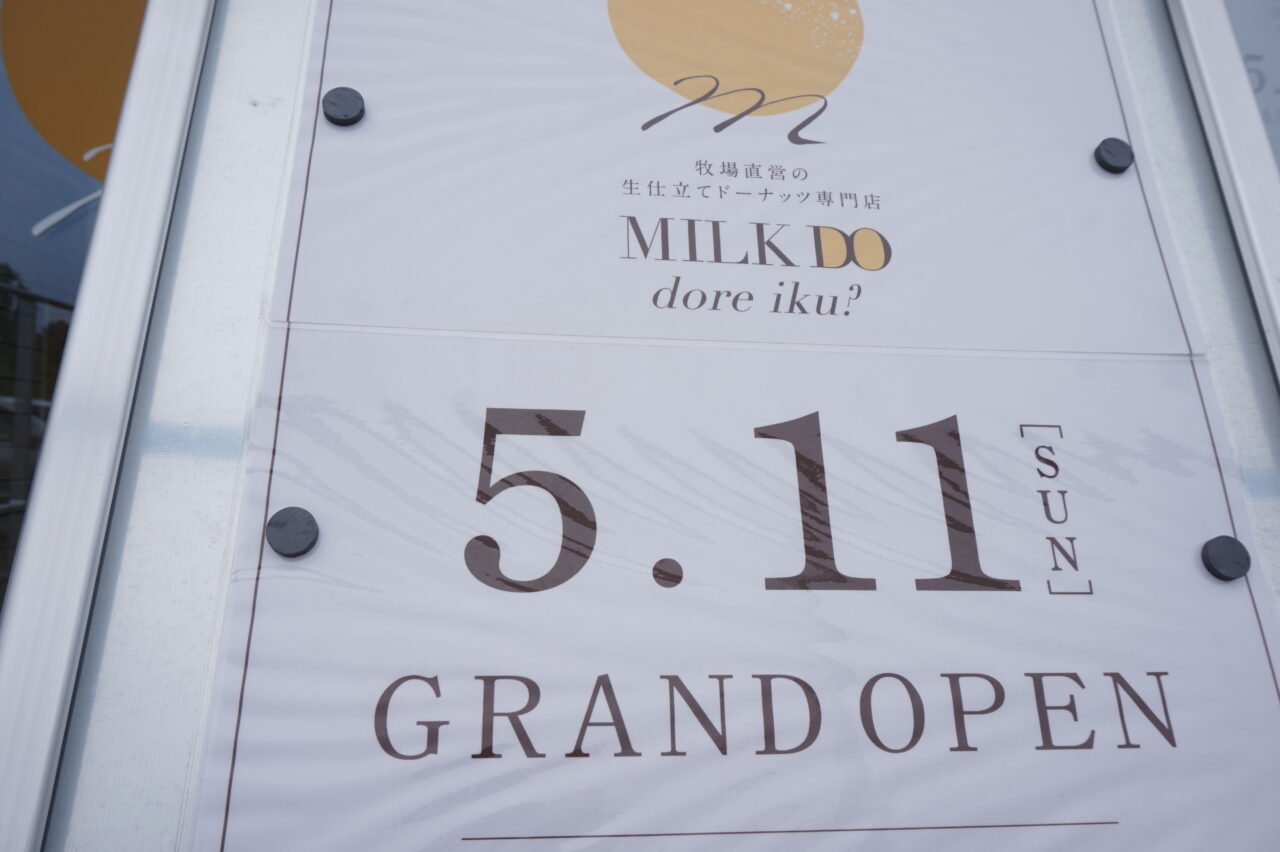 m
牧場直営の
生仕立てドーナッツ専門店
MILK DO
dore iku?
5.11
[SUN]
GRAND OPEN